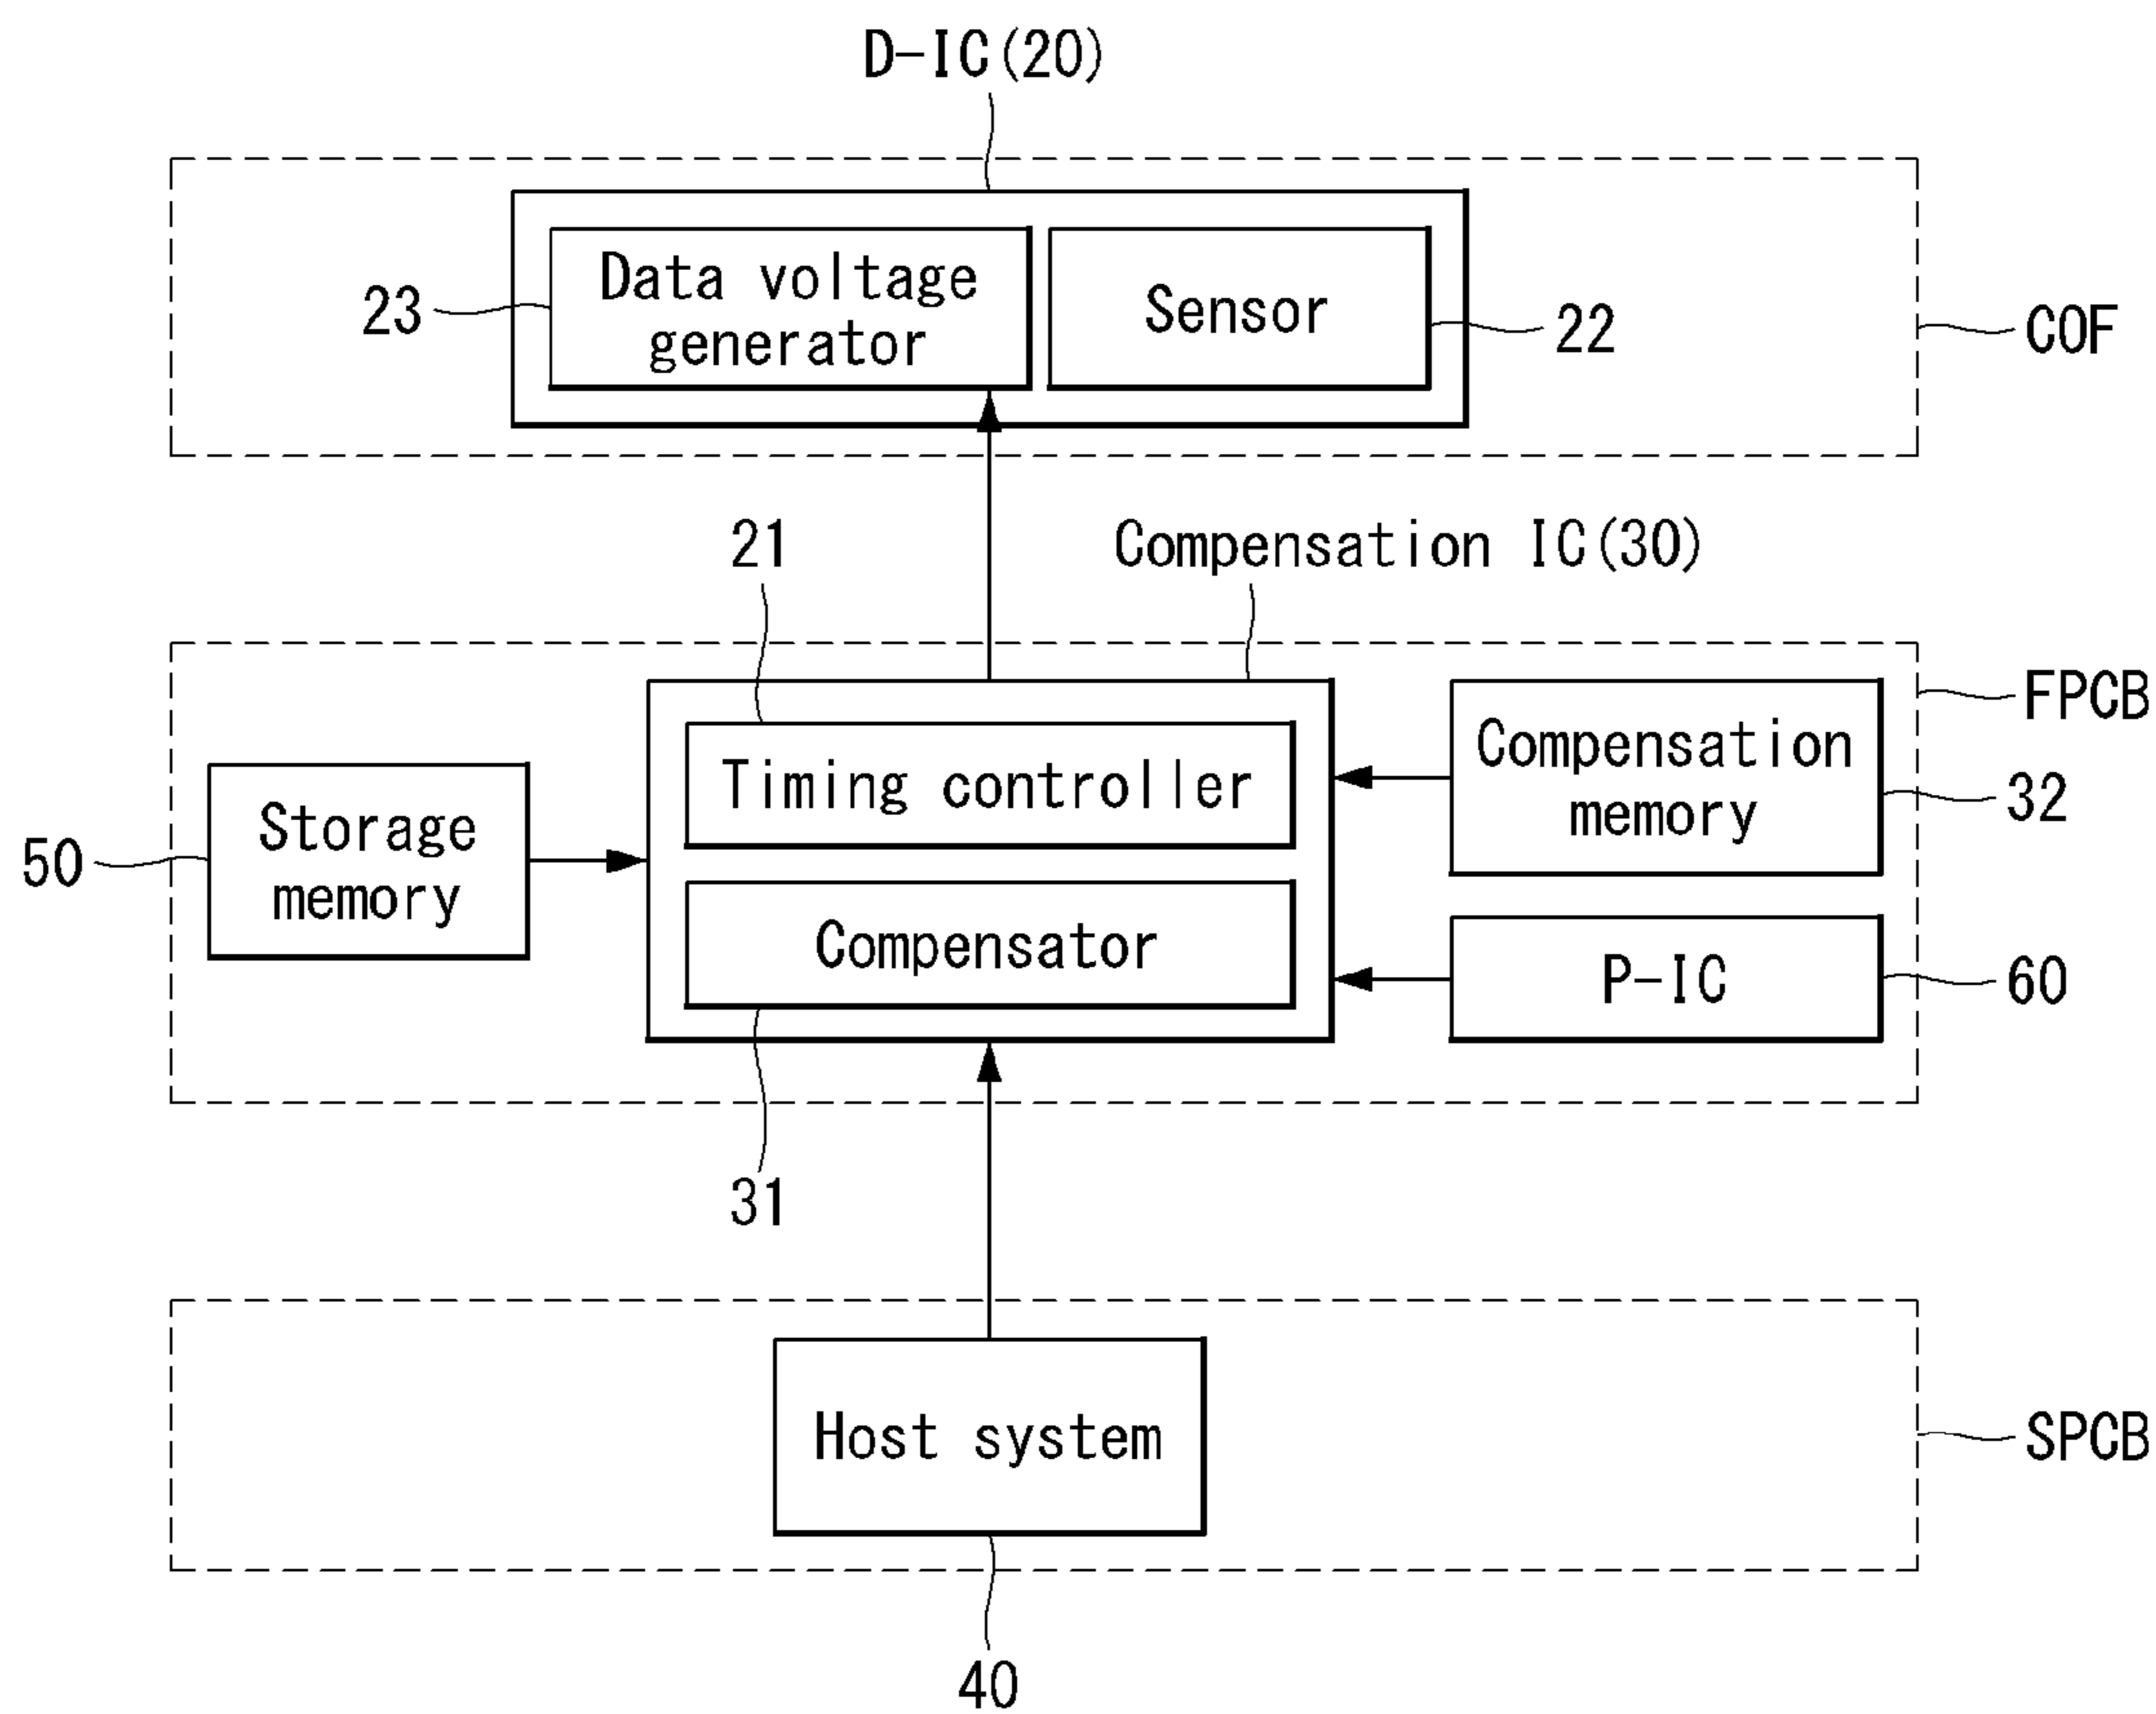 D-IC(20)
Data voltage
generator
Sensor
23
22
COF
21
Compensation IC(30)
FPCB
Timing controller
Compensation
memory
32
Storage
memory
50
Compensator
P-IC
60
31
Host system
SPCB
40